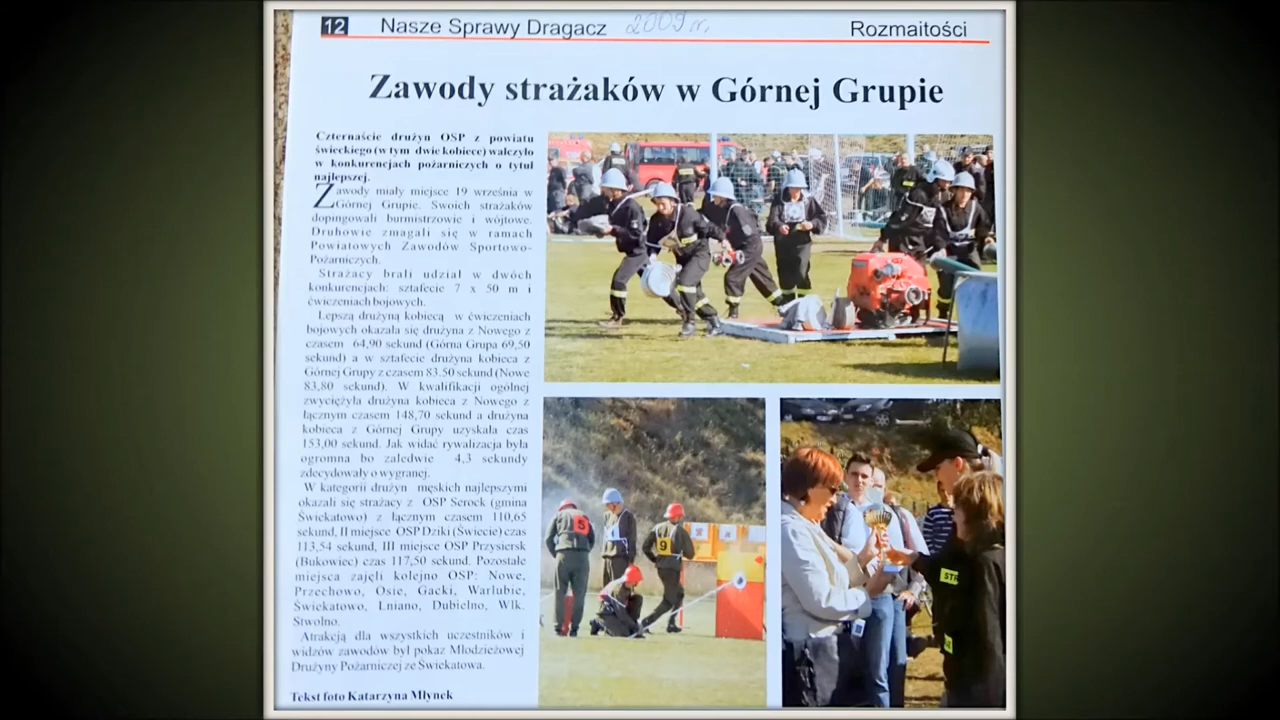 12 Nasze Sprawy Dragacz 2009 r. Rozmaitości
Zawody strażaków w Górnej Grupie
Czternaście drużyn OSP z powiatu
świeckiego (w tym dwie kobiece) walczyło
w konkurencjach pożarniczych o tytuł
najlepszej.
Zawody miały miejsce 19 września w
Górnej Grupie. Swoich strażaków
dopingowali burmistrzowie i wójtowe.
Druhowie zmagali się w ramach
Powiatowych Zawodów Sportowo-
Pożarniczych.
Strażacy brali udział w dwóch
konkurencjach: sztafecie 7 x 50 m i
ćwiczeniach bojowych.
Lepszą drużyną kobiecą w ćwiczeniach
bojowych okazała się drużyna z Nowego z
czasem 64,90 sekund (Górna Grupa 69,50
sekund) a w sztafecie drużyna kobieca z
Górnej Grupy z czasem 83.50 sekund (Nowe
83,80 sekund). W kwalifikacji ogólnej
zwyciężyła drużyna kobieca z Nowego z
łącznym czasem 148,70 sekund a drużyna
kobieca z Górnej Grupy uzyskała czas
153,00 sekund. Jak widać rywalizacja była
ogromna bo zaledwie 4,3 sekundy
zdecydowały o wygranej.
W kategorii drużyn męskich najlepszymi
okazali się strażacy z OSP Serock (gmina
Świekatowo) z łącznym czasem 110,65
sekund, II miejsce OSP Dziki (Świecie) czas
113,54 sekund, III miejsce OSP Przysiersk
(Bukowiec) czas 117,50 sekund. Pozostałe
miejsca zajęli kolejno OSP: Nowe,
Przechowo, Osie, Gacki, Warlubie,
Świekatowo, Lniano, Dubielno, Wlk.
Stwolno.
Atrakcją dla wszystkich uczestników i
widzów zawodów był pokaz Młodzieżowej
Drużyny Pożarniczej ze Świekatowa.
Tekst foto Katarzyna Młynek
5
9
STR